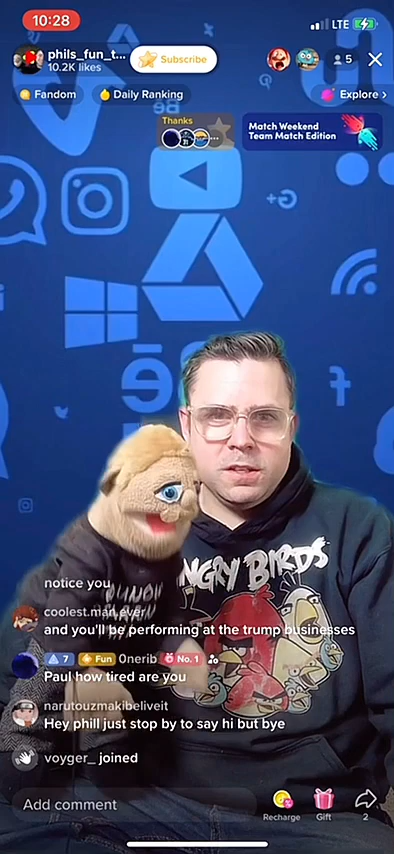 10:28
LTE
phils_fun_t...
10.2K likes
Subscribe
5
Fandom
Daily Ranking
Explore
Thanks
Match Weekend
Team Match Edition
ANGRY BIRDS
notice you
coolest.man.ever
and you'll be performing at the trump businesses
7
Fun
0nerib
No. 1
Paul how tired are you
narutouzmakibeliveit
Hey phill just stop by to say hi but bye
voyger_ joined
Add comment
Recharge
Gift
2